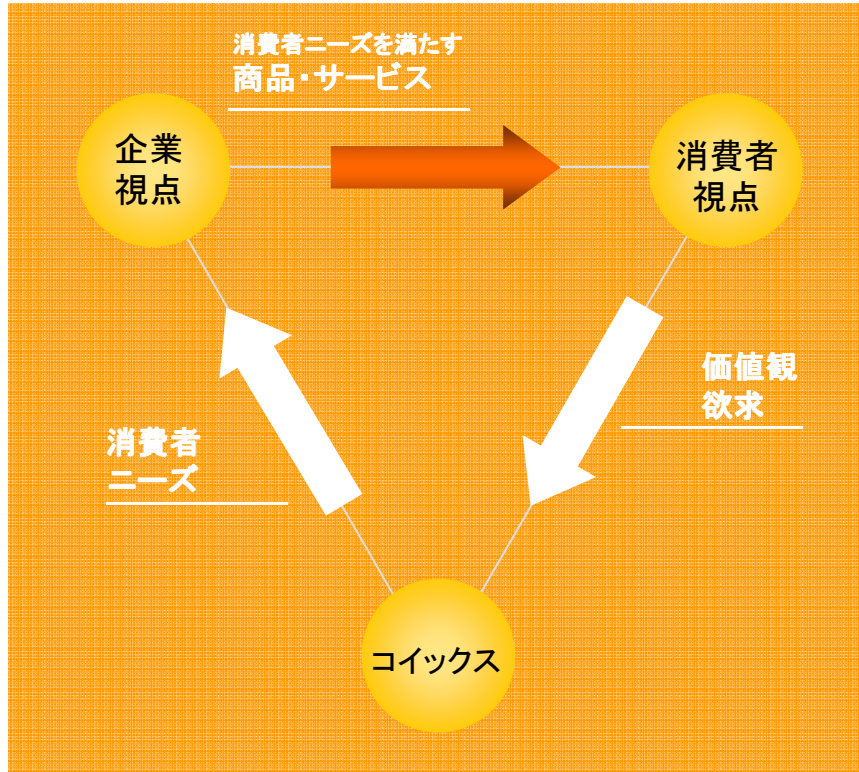 消費者ニーズを満たす
商品・サービス
企業
視点
消費者
視点
価値観
欲求
消費者
ニーズ
コイックス